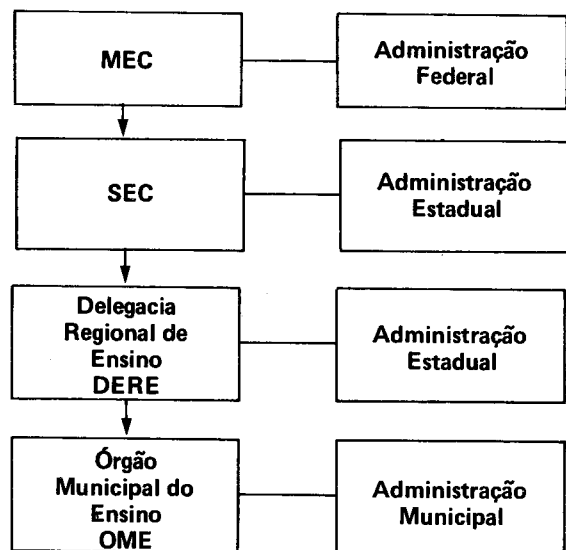 MEC
Administração
Federal
SEC
Administração
Estadual
Delegacia
Regional de
Ensino
DERE
Administração
Estadual
Órgão
Municipal do
Ensino
OME
Administração
Municipal